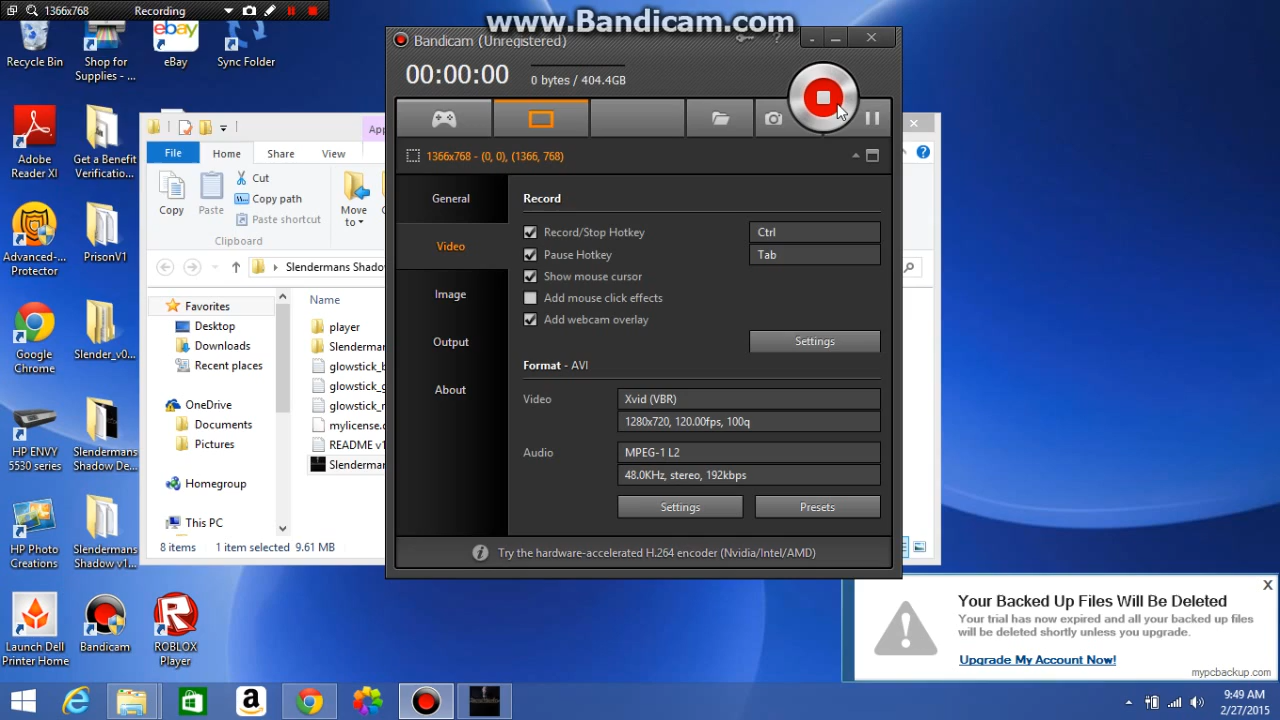 1366x768
Recording
www.Bandicam.com
Bandicam (Unregistered)
00:00:00
0 bytes / 404.4GB
1366x768 - (0, 0), (1366, 768)
General
Video
Image
Output
About
Record
Record/Stop Hotkey
Ctrl
Pause Hotkey
Tab
Show mouse cursor
Add mouse click effects
Add webcam overlay
Settings
Format - AVI
Video
Xvid (VBR)
1280x720, 120.00fps, 100q
Audio
MPEG-1 L2
48.0KHz, stereo, 192kbps
Settings
Presets
Try the hardware-accelerated H.264 encoder (Nvidia/Intel/AMD)
Recycle Bin
Shop for
Supplies - ...
eBay
Sync Folder
Adobe
Reader XI
Get a Benefit
Verification...
Advanced-...
Protector
PrisonV1
Google
Chrome
Slender_v0...
HP ENVY
5530 series
Slendermans
Shadow De...
HP Photo
Creations
Slendermans
Shadow v1...
Launch Dell
Printer Home
Bandicam
ROBLOX
Player
File
Home
Share
View
App
Copy
Paste
Cut
Copy path
Paste shortcut
Move
to
Clipboard
Slendermans Shado
Favorites
Desktop
Downloads
Recent places
OneDrive
Documents
Pictures
Homegroup
This PC
Name
player
Slenderma
glowstick_b
glowstick_g
glowstick_r
mylicense.
README v1
Slenderman
8 items
1 item selected
9.61 MB
Your Backed Up Files Will Be Deleted
Your trial has now expired and all your backed up files
will be deleted shortly unless you upgrade.
Upgrade My Account Now!
mypcbackup.com
9:49 AM
2/27/2015